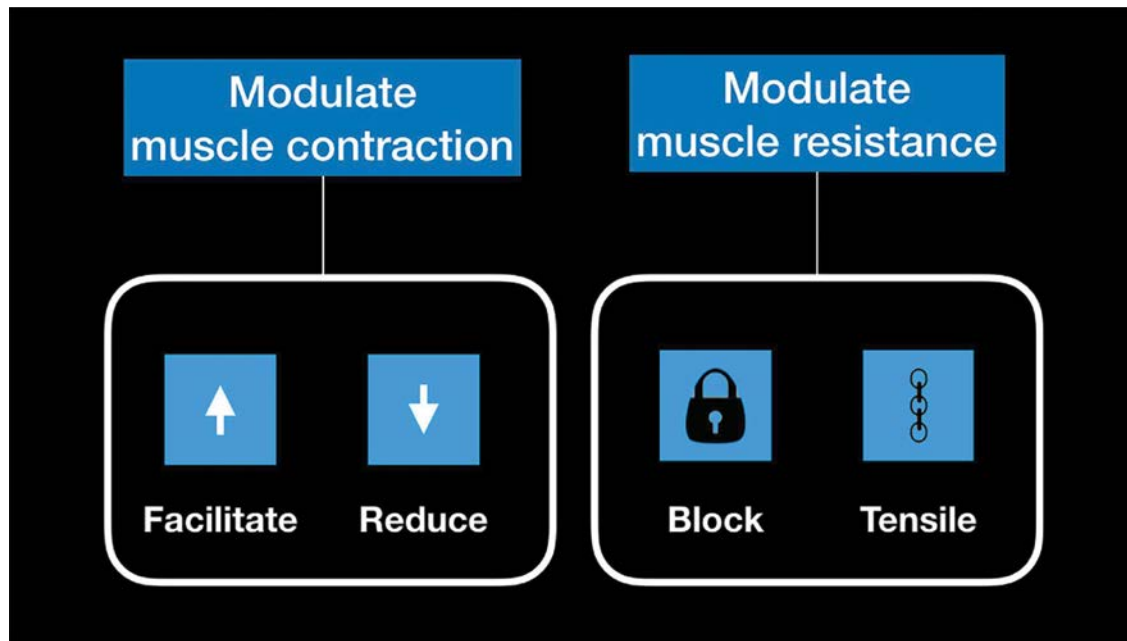 Modulate
muscle contraction
Facilitate
Reduce
Modulate
muscle resistance
Block
Tensile